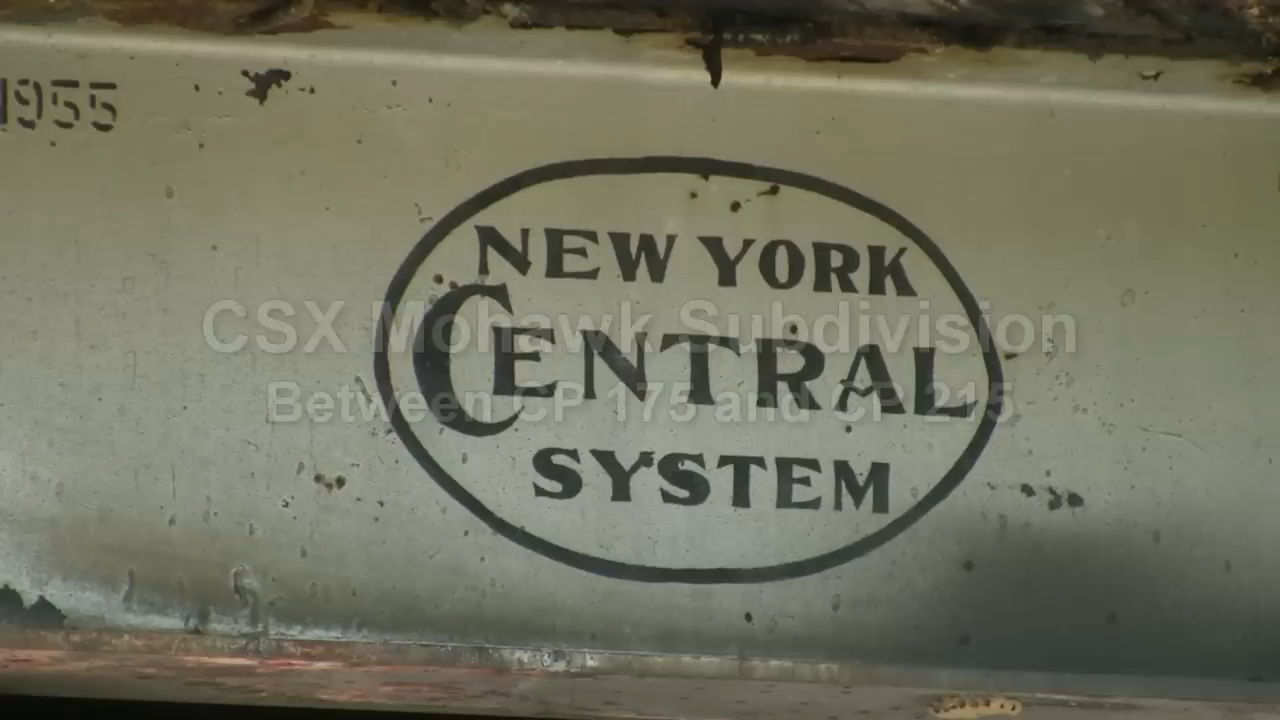 1955
NEW YORK
CENTRAL
SYSTEM
CSX Mohawk Subdivision
Between CP 175 and CP 215